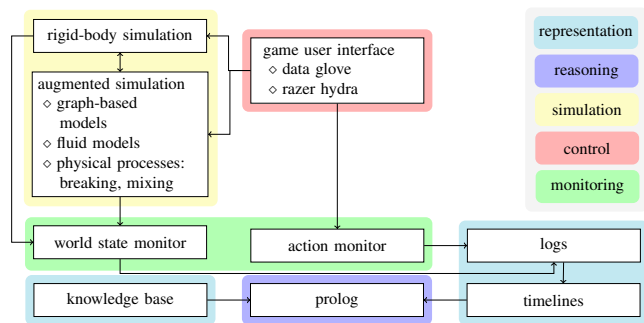 rigid-body simulation
augmented simulation
◇ graph-based
models
◇ fluid models
◇ physical processes:
breaking, mixing
game user interface
◇ data glove
◇ razer hydra
world state monitor
action monitor
logs
knowledge base
prolog
timelines
representation
reasoning
simulation
control
monitoring